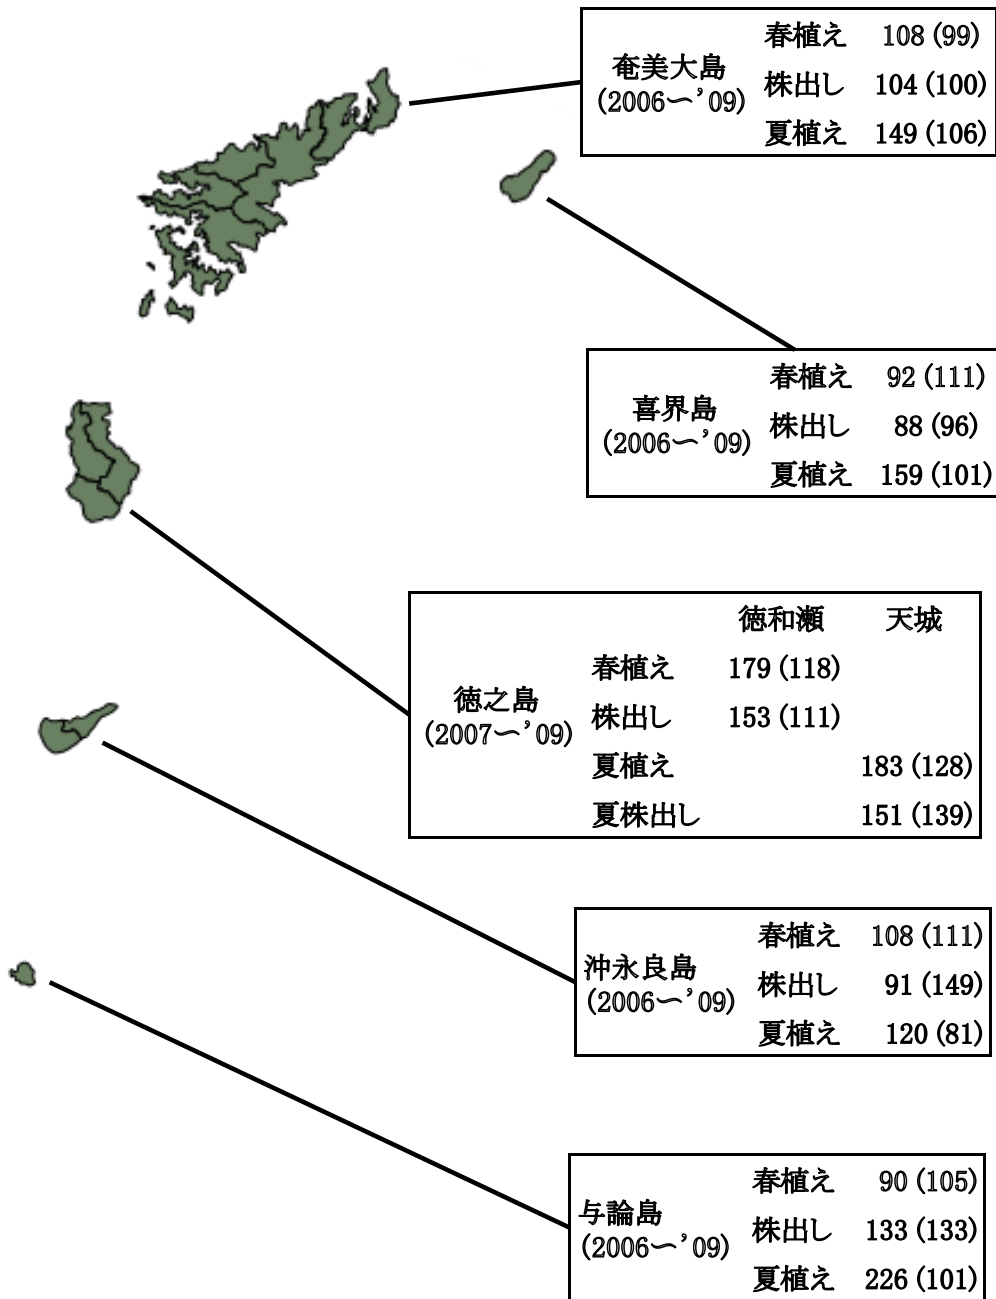 春植え 108 (99)
奄美大島
(2006〜’09)
株出し 104 (100)
夏植え 149 (106)
春植え 92 (111)
喜界島
(2006〜’09)
株出し 88 (96)
夏植え 159 (101)
徳和瀬 天城
春植え 179 (118)
徳之島
(2007〜’09)
株出し 153 (111)
夏植え 183 (128)
夏株出し 151 (139)
春植え 108 (111)
沖永良島
(2006〜’09)
株出し 91 (149)
夏植え 120 (81)
春植え 90 (105)
与論島
(2006〜’09)
株出し 133 (133)
夏植え 226 (101)